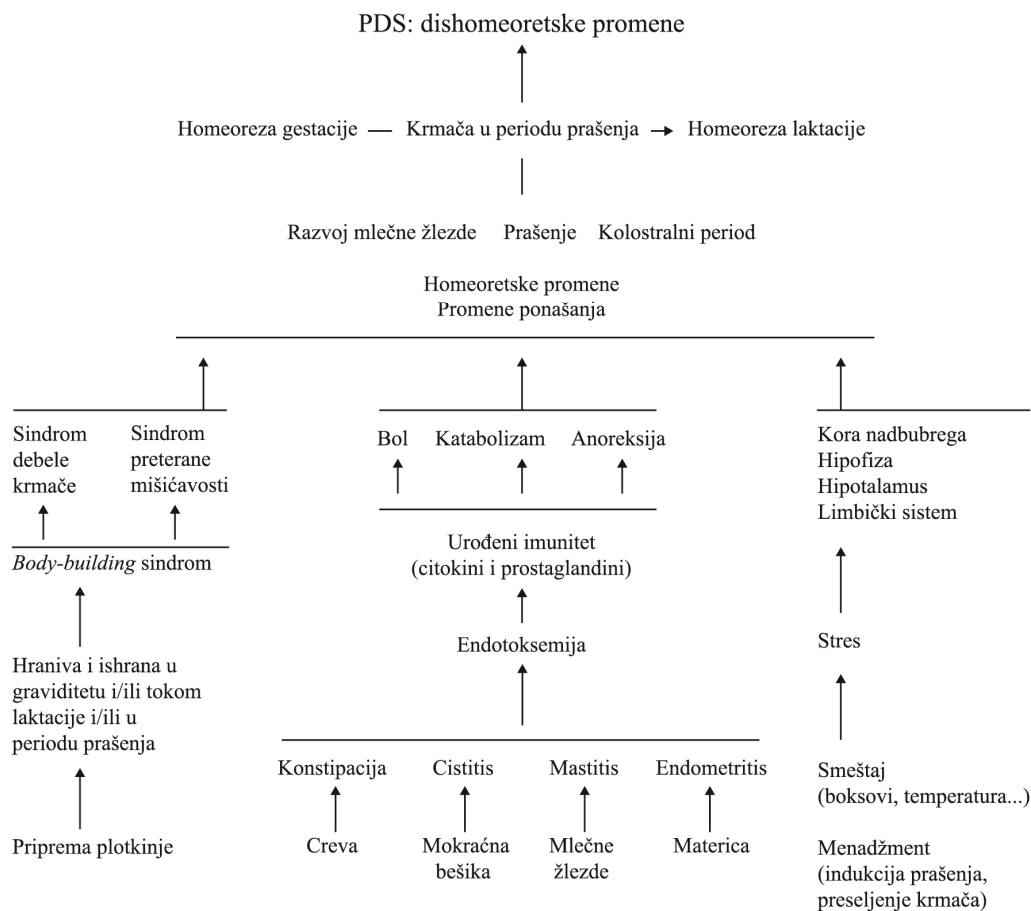 PDS: dishomeoretske promene
Homeoreza gestacije — Krmača u periodu prašenja → Homeoreza laktacije
Razvoj mlečne žlezde Prašenje Kolostralni period
Homeoretske promene
Promene ponašanja
Sindrom
debele
krmače
Sindrom
preterane
mišićavosti
Body-building sindrom
Hraniva i ishrana u
graviditetu i/ili tokom
laktacije i/ili u
periodu prašenja
Priprema plotkinje
Bol Katabolizam Anoreksija
Urođeni imunitet
(citokini i prostaglandini)
Endotoksemija
Konstipacija Cistitis Mastitis Endometritis
Creva
Mokraćna
bešika
Mlečne
žlezde
Materica
Kora nadbubrega
Hipofiza
Hipotalamus
Limbički sistem
Stres
Smeštaj
(boksovi, temperatura...)
Menadžment
(indukcija prašenja,
preseljenje krmača)